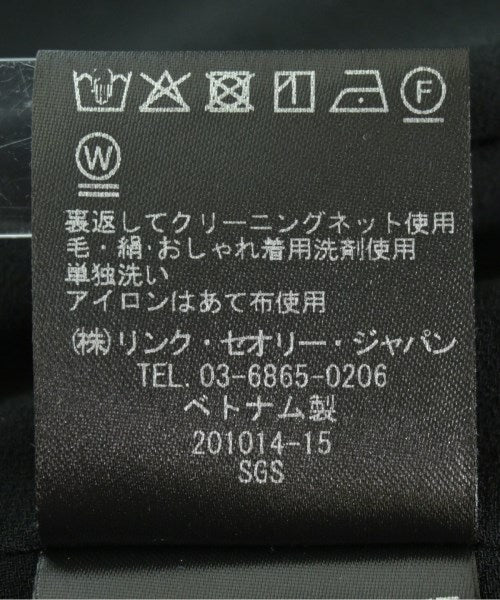 F
W
裏返してクリーニングネット使用
毛・絹・おしゃれ着用洗剤使用
単独洗い
アイロンはあて布使用
㈱リンク・セオリー・ジャパン
TEL. 03-6865-0206
ベトナム製
201014-15
SGS